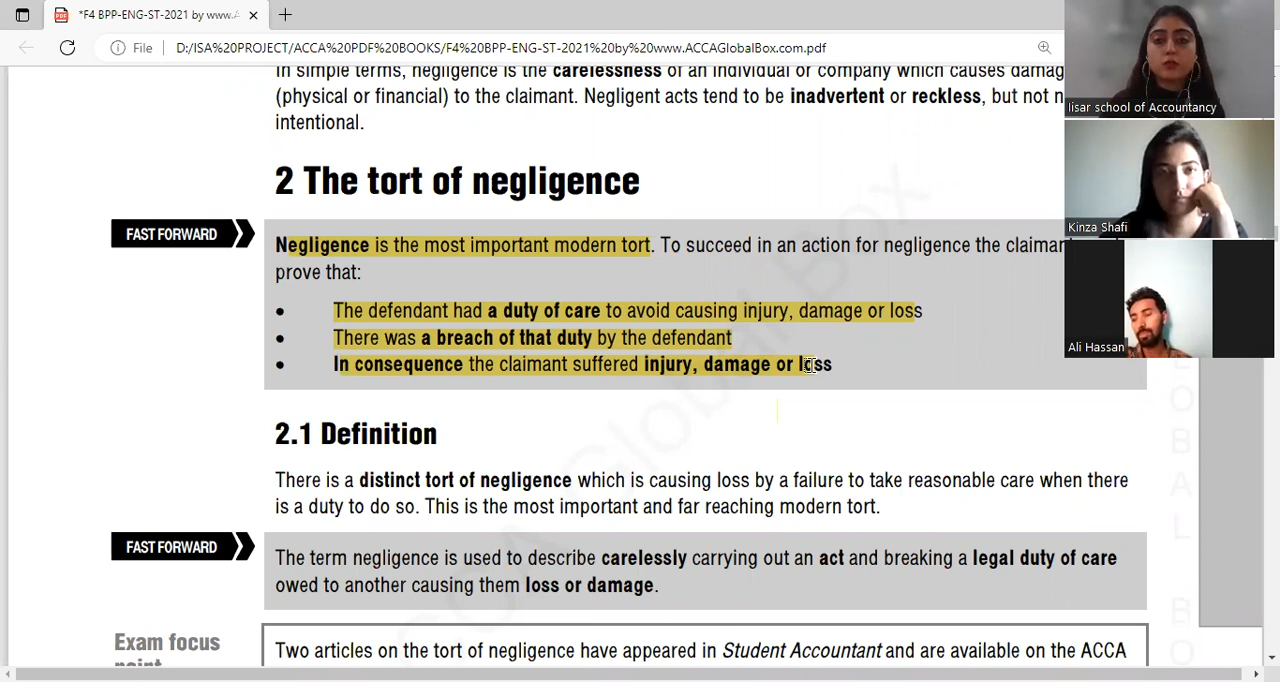 *F4 BPP-ENG-ST-2021 by www.A
File
D:/ISA%20PROJECT/ACCA%20PDF%20BOOKS/F4%20BPP-ENG-ST-2021%20by%20www.ACCAGlobalBox.com.pdf
In simple terms, negligence is the carelessness of an individual or company which causes damag
(physical or financial) to the claimant. Negligent acts tend to be inadvertent or reckless, but not n
intentional.
2 The tort of negligence
FAST FORWARD
Negligence is the most important modern tort. To succeed in an action for negligence the claiman
prove that:
• The defendant had a duty of care to avoid causing injury, damage or loss
• There was a breach of that duty by the defendant
• In consequence the claimant suffered injury, damage or loss
2.1 Definition
There is a distinct tort of negligence which is causing loss by a failure to take reasonable care when there
is a duty to do so. This is the most important and far reaching modern tort.
FAST FORWARD
The term negligence is used to describe carelessly carrying out an act and breaking a legal duty of care
owed to another causing them loss or damage.
Exam focus
point
Two articles on the tort of negligence have appeared in Student Accountant and are available on the ACCA
lisar school of Accountancy
Kinza Shafi
Ali Hassan